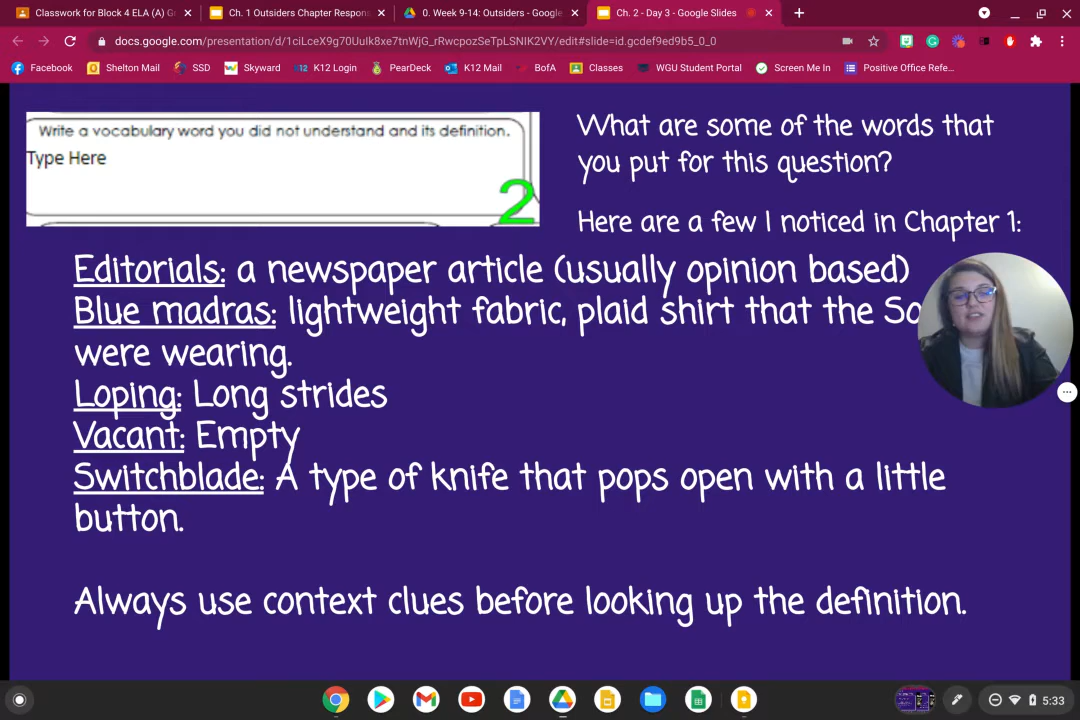 Classwork for Block 4 ELA (A) G
Ch. 1 Outsiders Chapter Respon
0. Week 9-14: Outsiders - Google
Ch. 2 - Day 3 - Google Slides
docs.google.com/presentation/d/1ciLceX9g70Uulk8xe7tnWjG_rRwcpozSeTpLSNIK2VY/edit#slide=id.gcdef9ed9b5_0_0
Facebook
Shelton Mail
SSD
Skyward
K12 Login
PearDeck
K12 Mail
BofA
Classes
WGU Student Portal
Screen Me In
Positive Office Refe...
Write a vocabulary word you did not understand and its definition.
Type Here
2
What are some of the words that
you put for this question?
Here are a few I noticed in Chapter 1:
Editorials: a newspaper article (usually opinion based)
Blue madras: lightweight fabric, plaid shirt that the So
were wearing.
Loping: Long strides
Vacant: Empty
Switchblade: A type of knife that pops open with a little
button.
Always use context clues before looking up the definition.
5:33